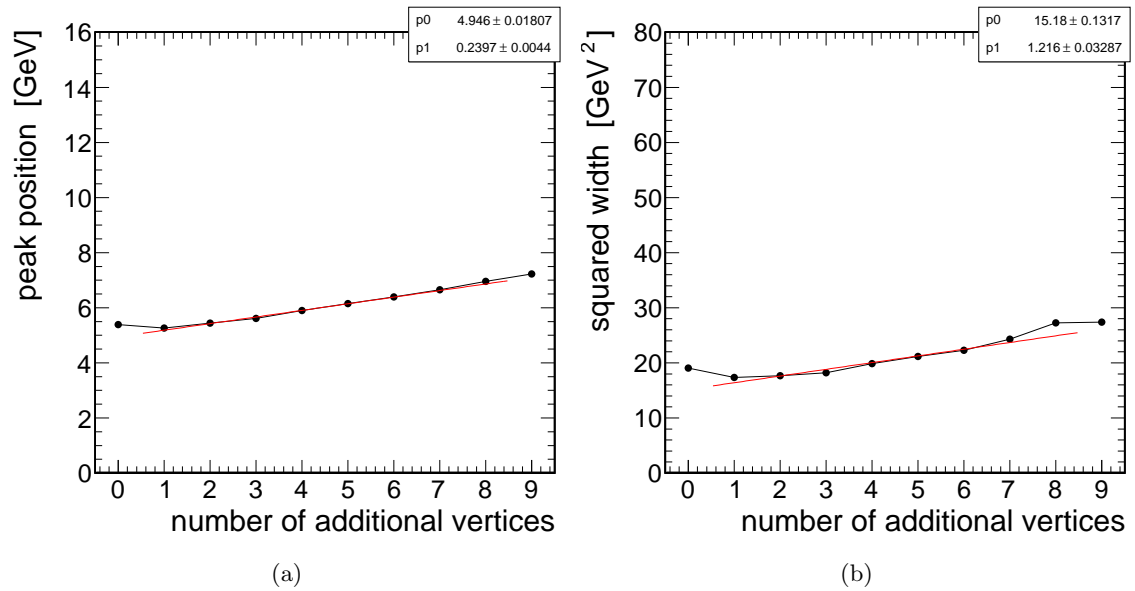 p0 4.946 ± 0.01807
p1 0.2397 ± 0.0044
peak position [GeV]
16
14
12
10
8
6
4
2
0
0 1 2 3 4 5 6 7 8 9
number of additional vertices
(a)
p0 15.18 ± 0.1317
p1 1.216 ± 0.03287
squared width [GeV²]
80
70
60
50
40
30
20
10
0
0 1 2 3 4 5 6 7 8 9
number of additional vertices
(b)